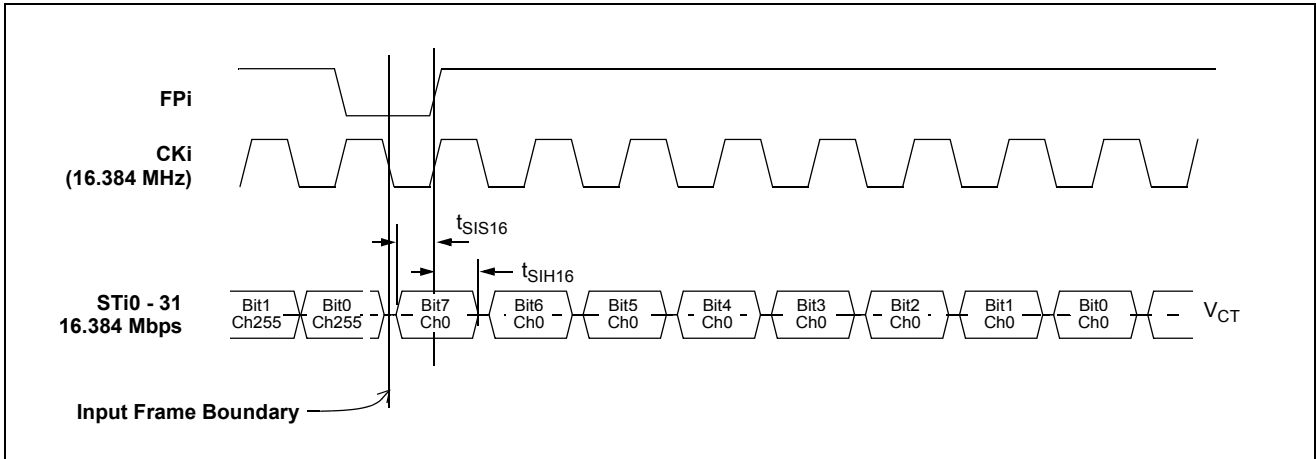 FPi
CKi
(16.384 MHz)
tSIS16
tSIH16
STi0 - 31
16.384 Mbps
Bit1
Ch255
Bit0
Ch255
Bit7
Ch0
Bit6
Ch0
Bit5
Ch0
Bit4
Ch0
Bit3
Ch0
Bit2
Ch0
Bit1
Ch0
Bit0
Ch0
VCT
Input Frame Boundary